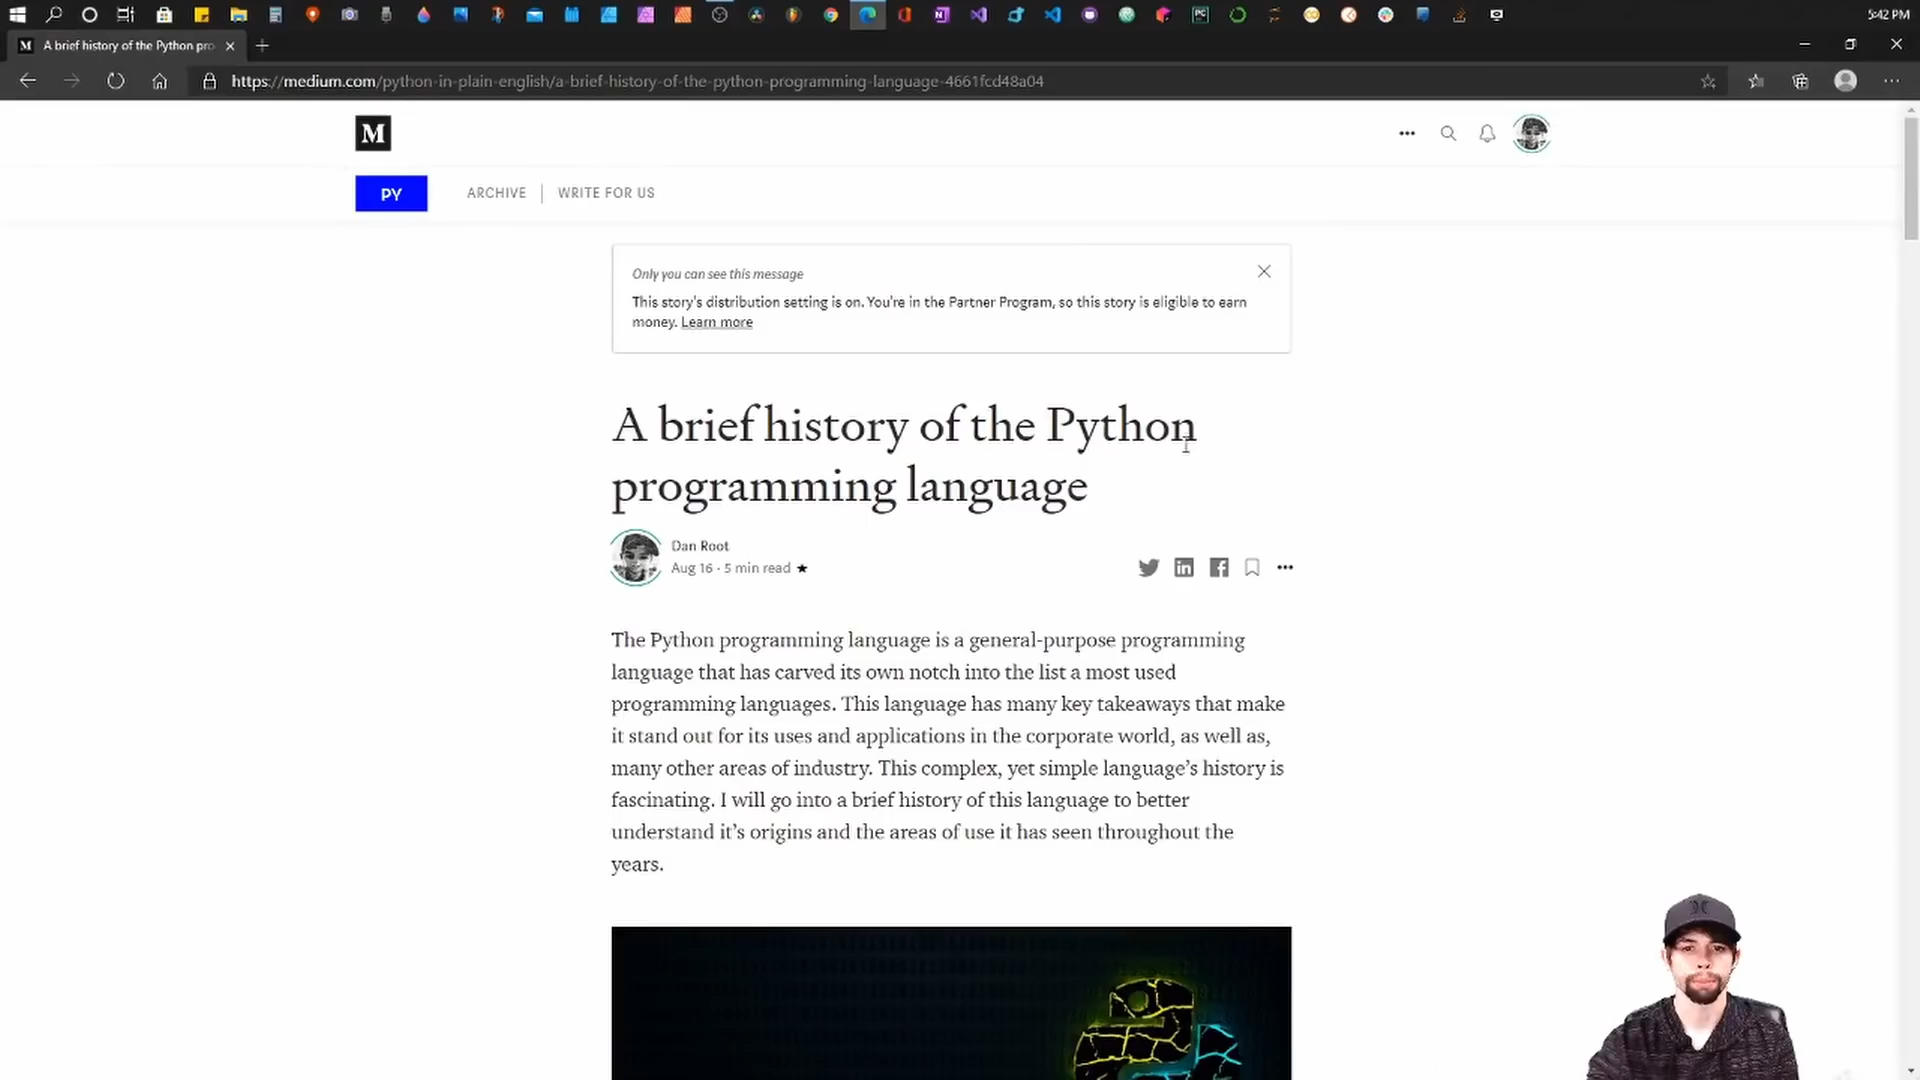 5:42 PM
M A brief history of the Python pro
https://medium.com/python-in-plain-english/a-brief-history-of-the-python-programming-language-4661fcd48a04
M
PY ARCHIVE WRITE FOR US
Only you can see this message
This story's distribution setting is on. You're in the Partner Program, so this story is eligible to earn
money. Learn more
A brief history of the Python
programming language
Dan Root
Aug 16 · 5 min read ★
The Python programming language is a general-purpose programming
language that has carved its own notch into the list a most used
programming languages. This language has many key takeaways that make
it stand out for its uses and applications in the corporate world, as well as,
many other areas of industry. This complex, yet simple language's history is
fascinating. I will go into a brief history of this language to better
understand it's origins and the areas of use it has seen throughout the
years.